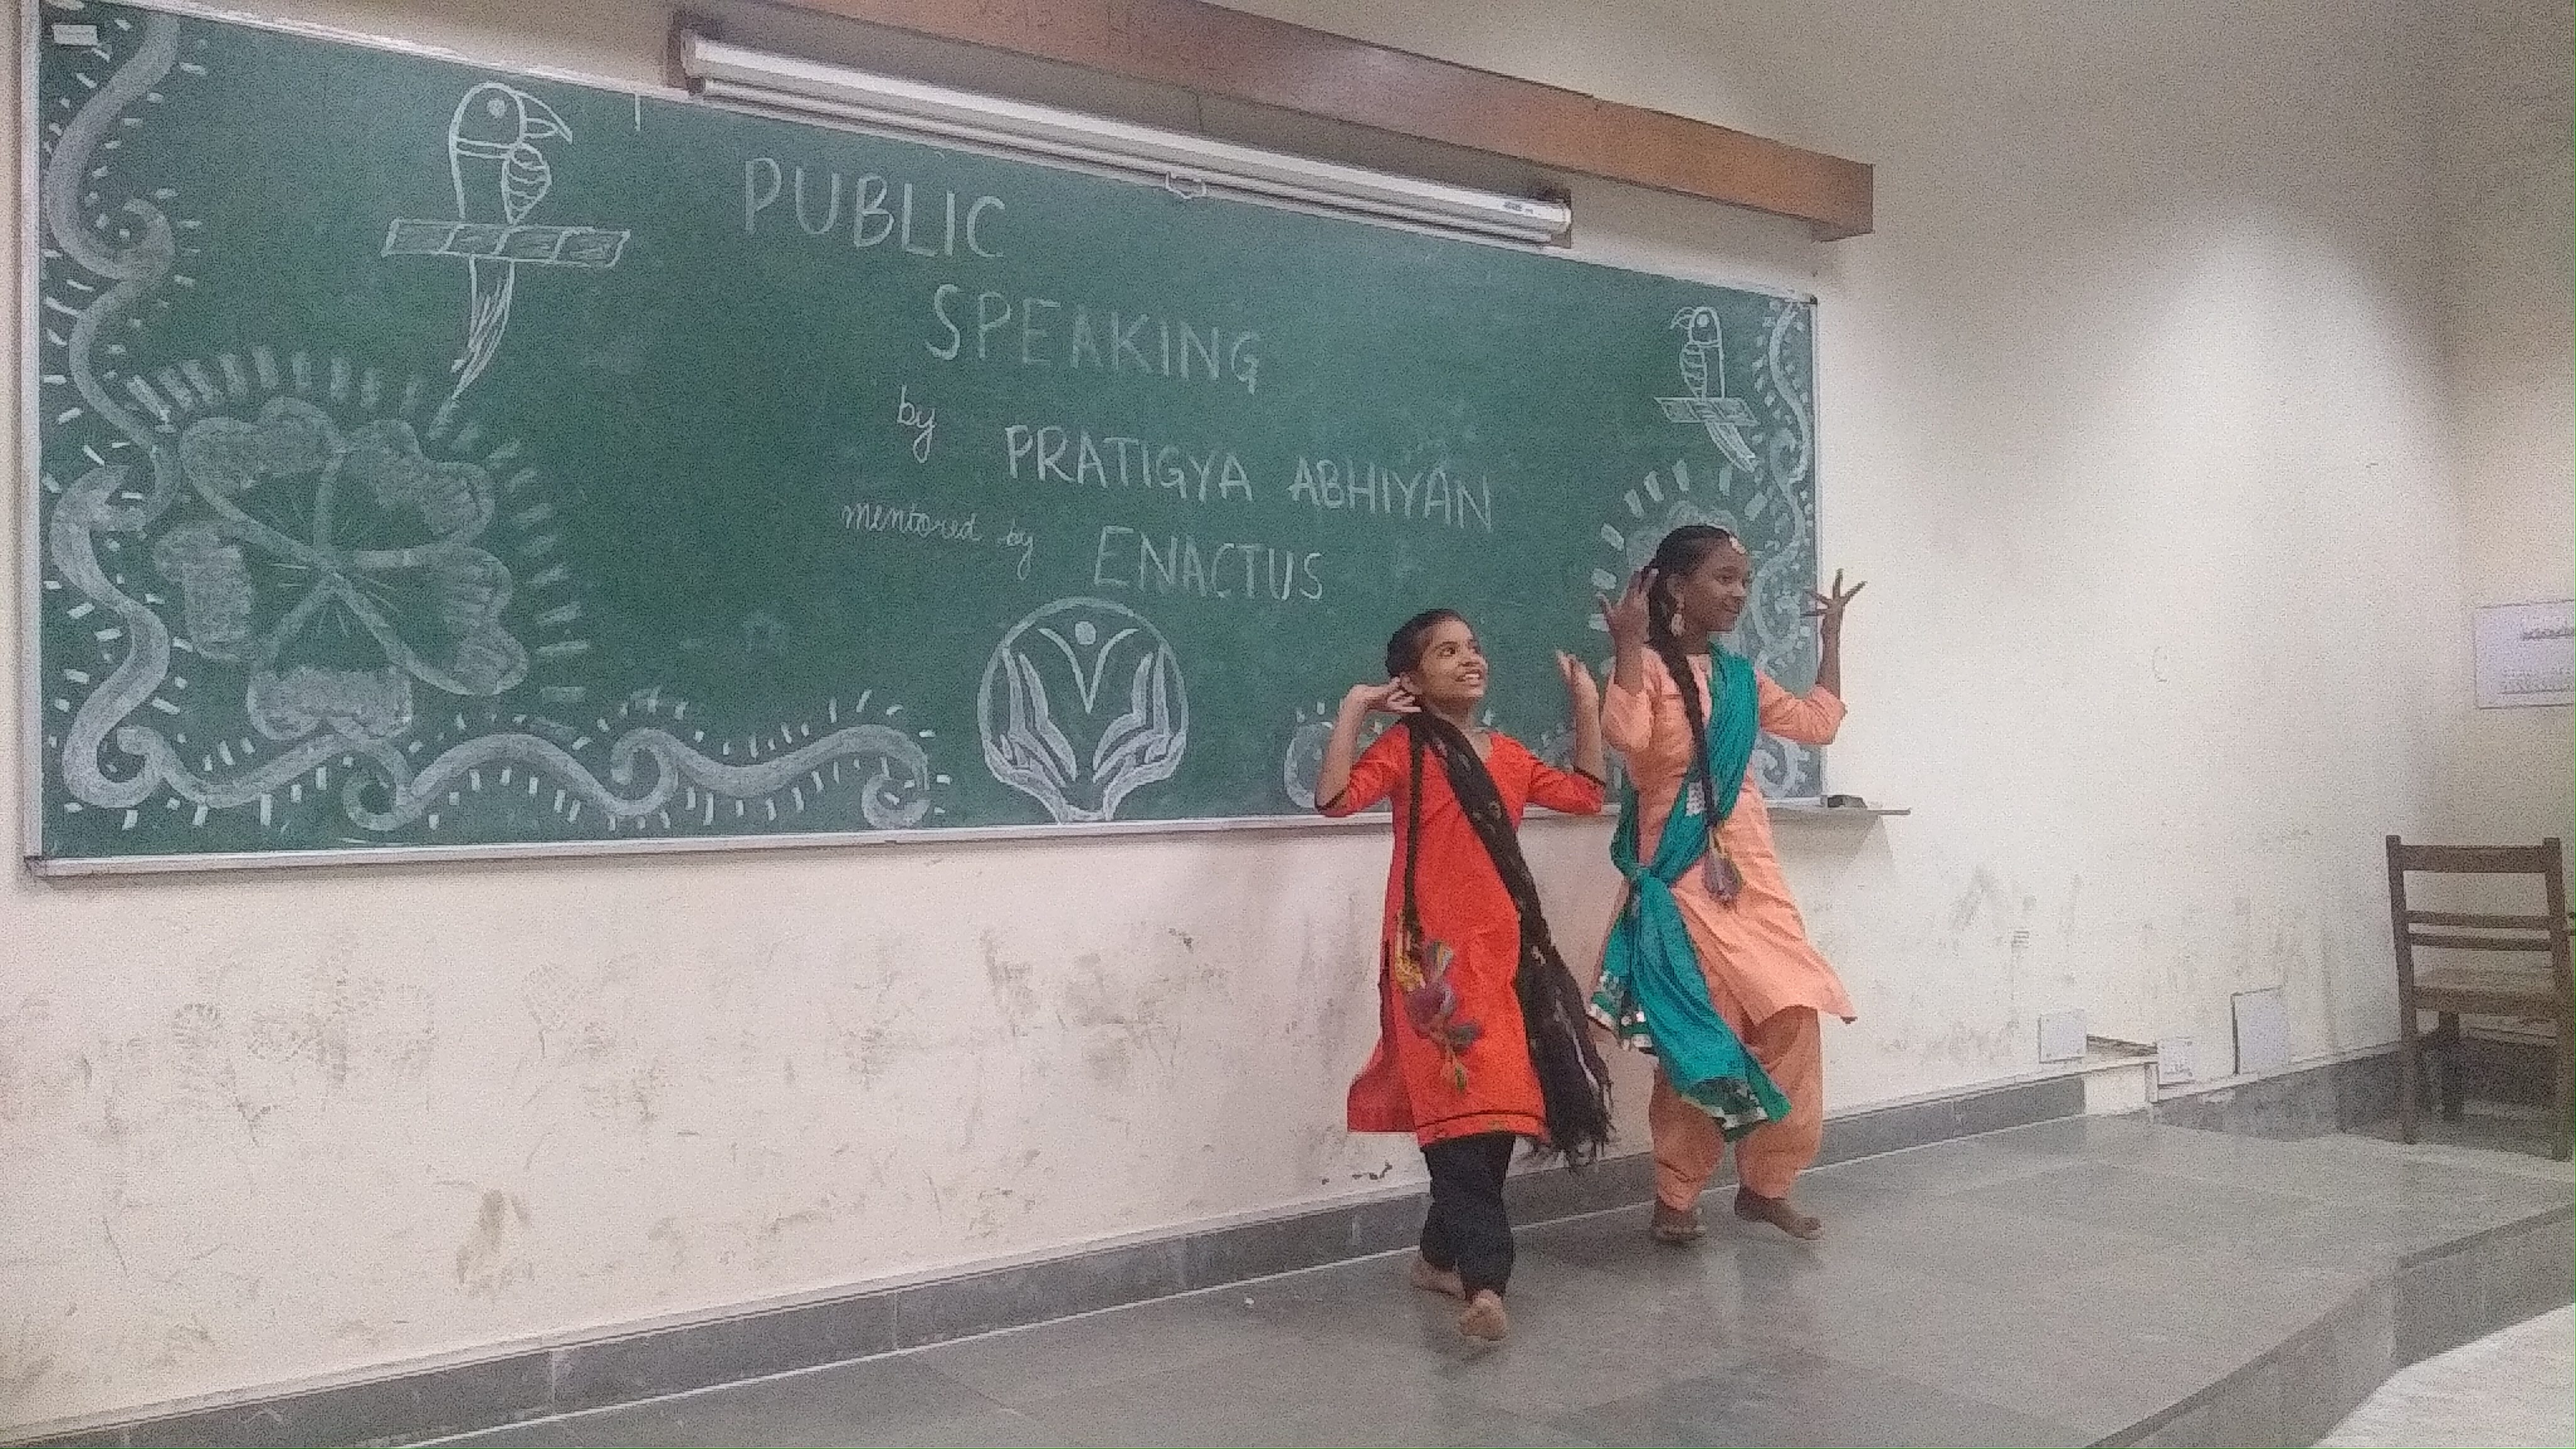 PUBLIC
SPEAKING
by PRATIGYA ABHIYAN
mentored by ENACTUS